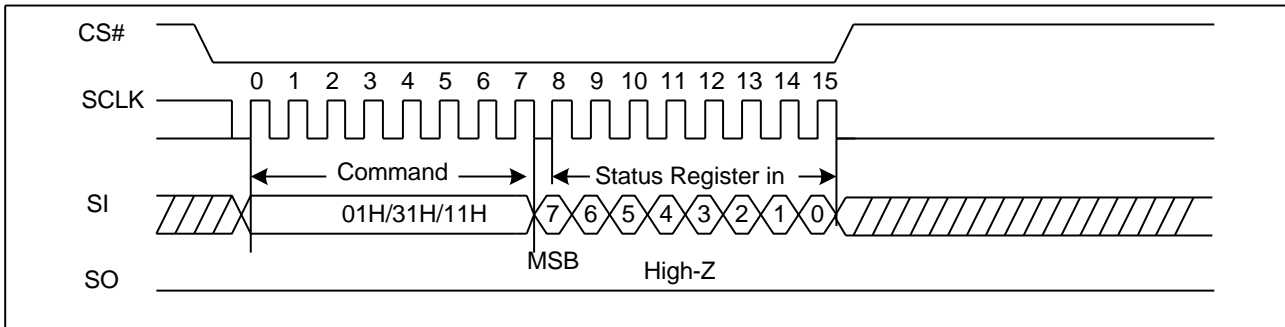 CS#
0 1 2 3 4 5 6 7 8 9 10 11 12 13 14 15
SCLK
Command
Status Register in
SI
01H/31H/11H
7 6 5 4 3 2 1 0
MSB
High-Z
SO